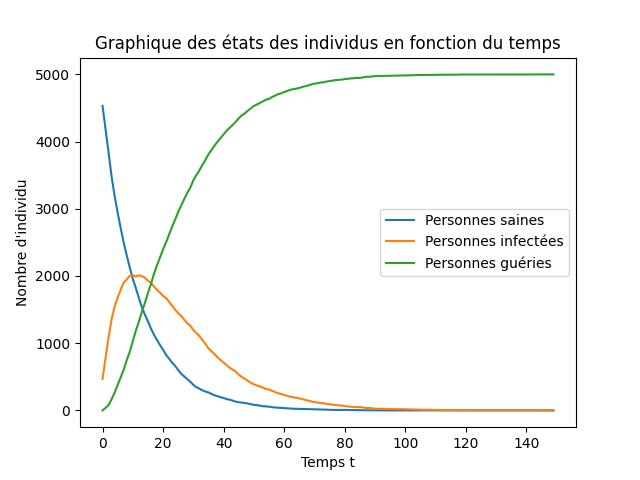 Graphique des états des individus en fonction du temps
5000
4000
3000
2000
1000
0
Nombre d'individu
Personnes saines
Personnes infectées
Personnes guéries
0 20 40 60 80 100 120 140
Temps t